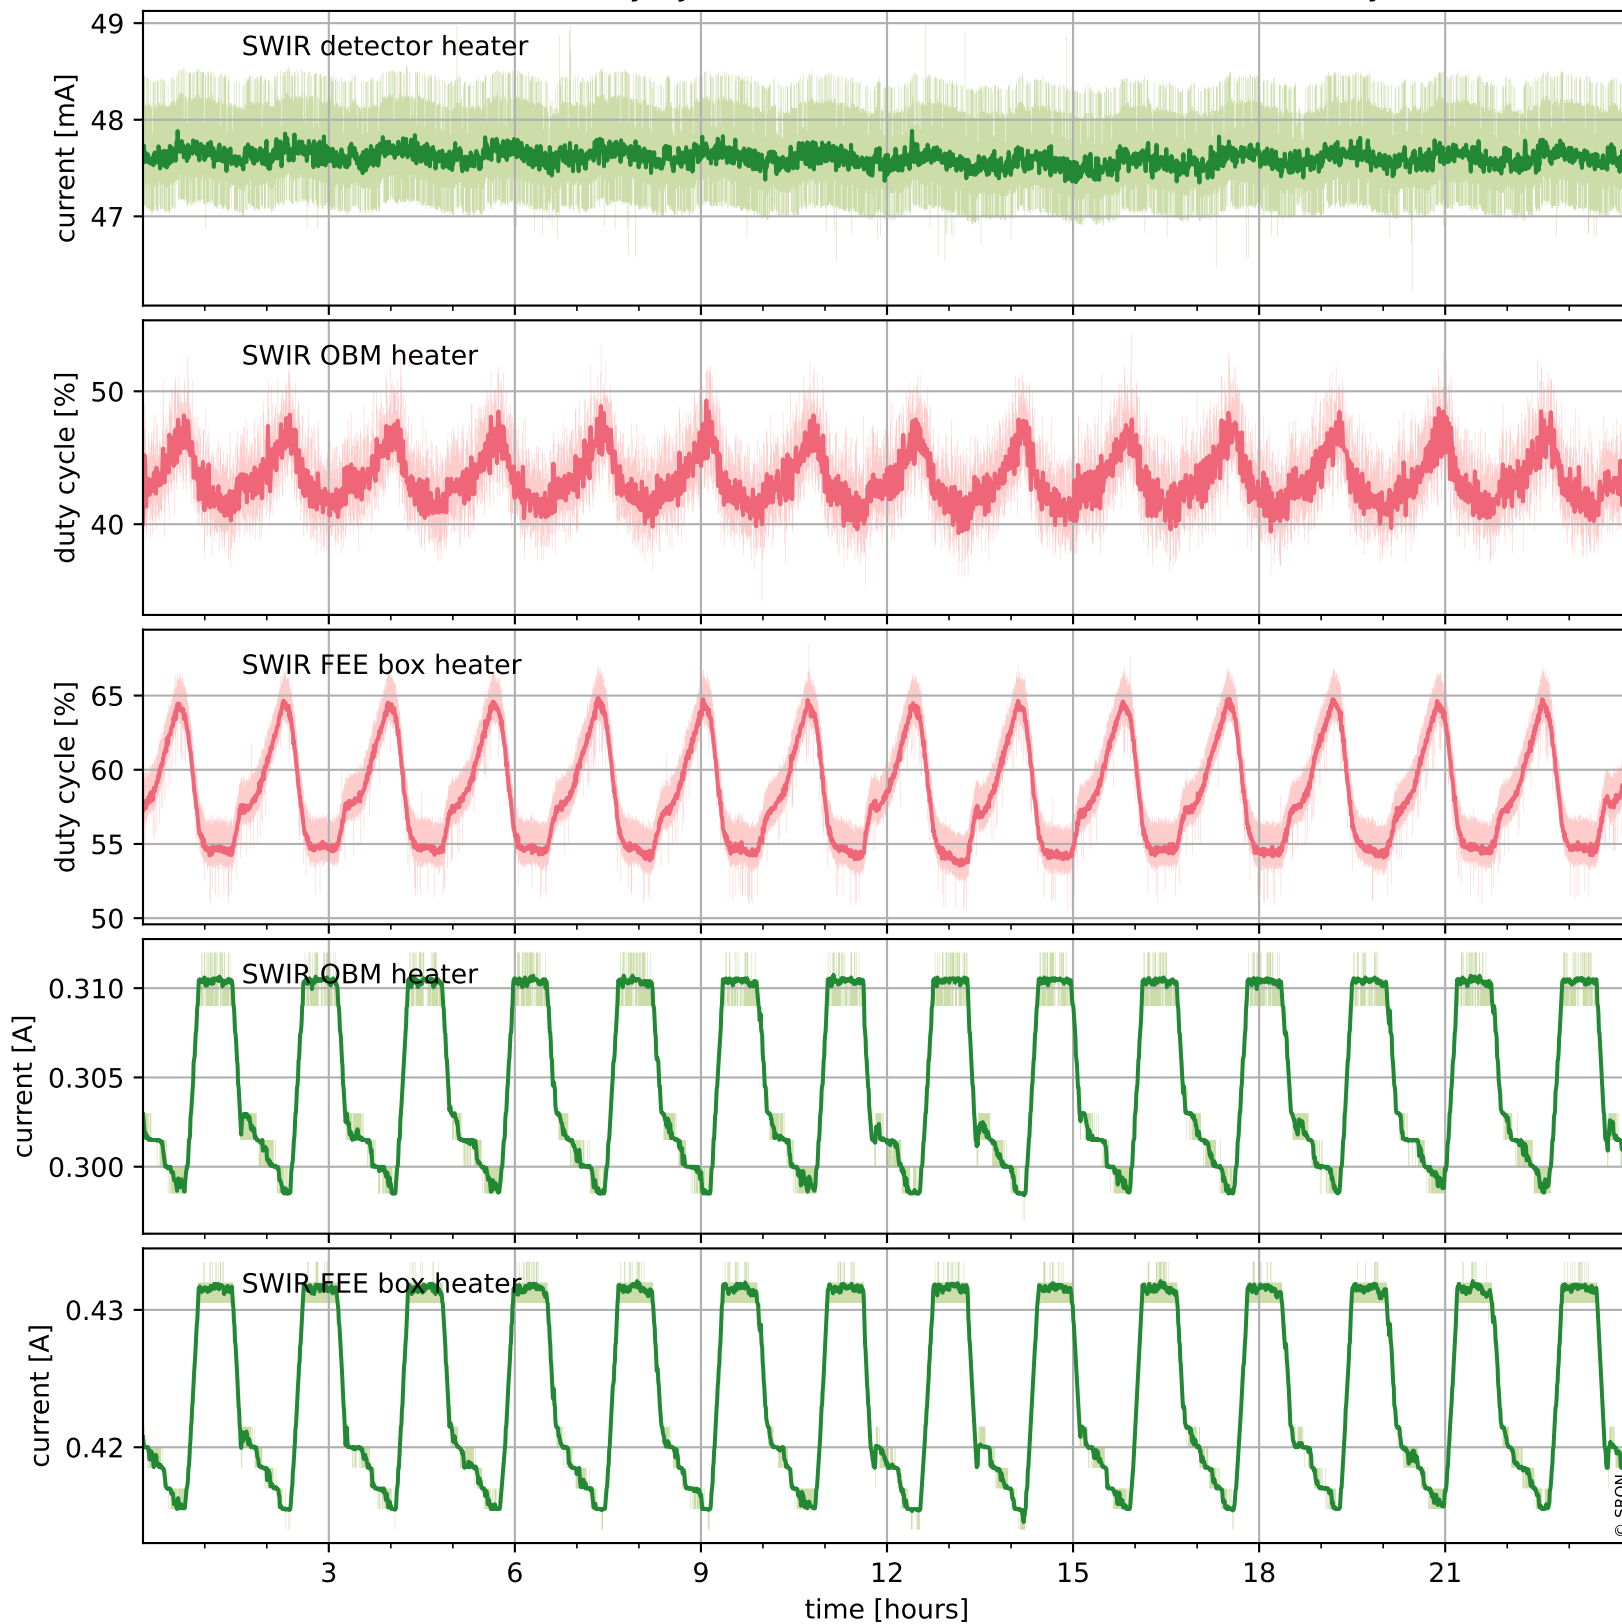 49
SWIR detector heater
48
47
current [mA]
SWIR OBM heater
50
40
duty cycle [%]
SWIR FEE box heater
65
60
55
50
duty cycle [%]
SWIR OBM heater
0.310
0.305
0.300
current [A]
SWIR FEE box heater
0.43
0.42
current [A]
3 6 9 12 15 18 21
time [hours]
© SRON